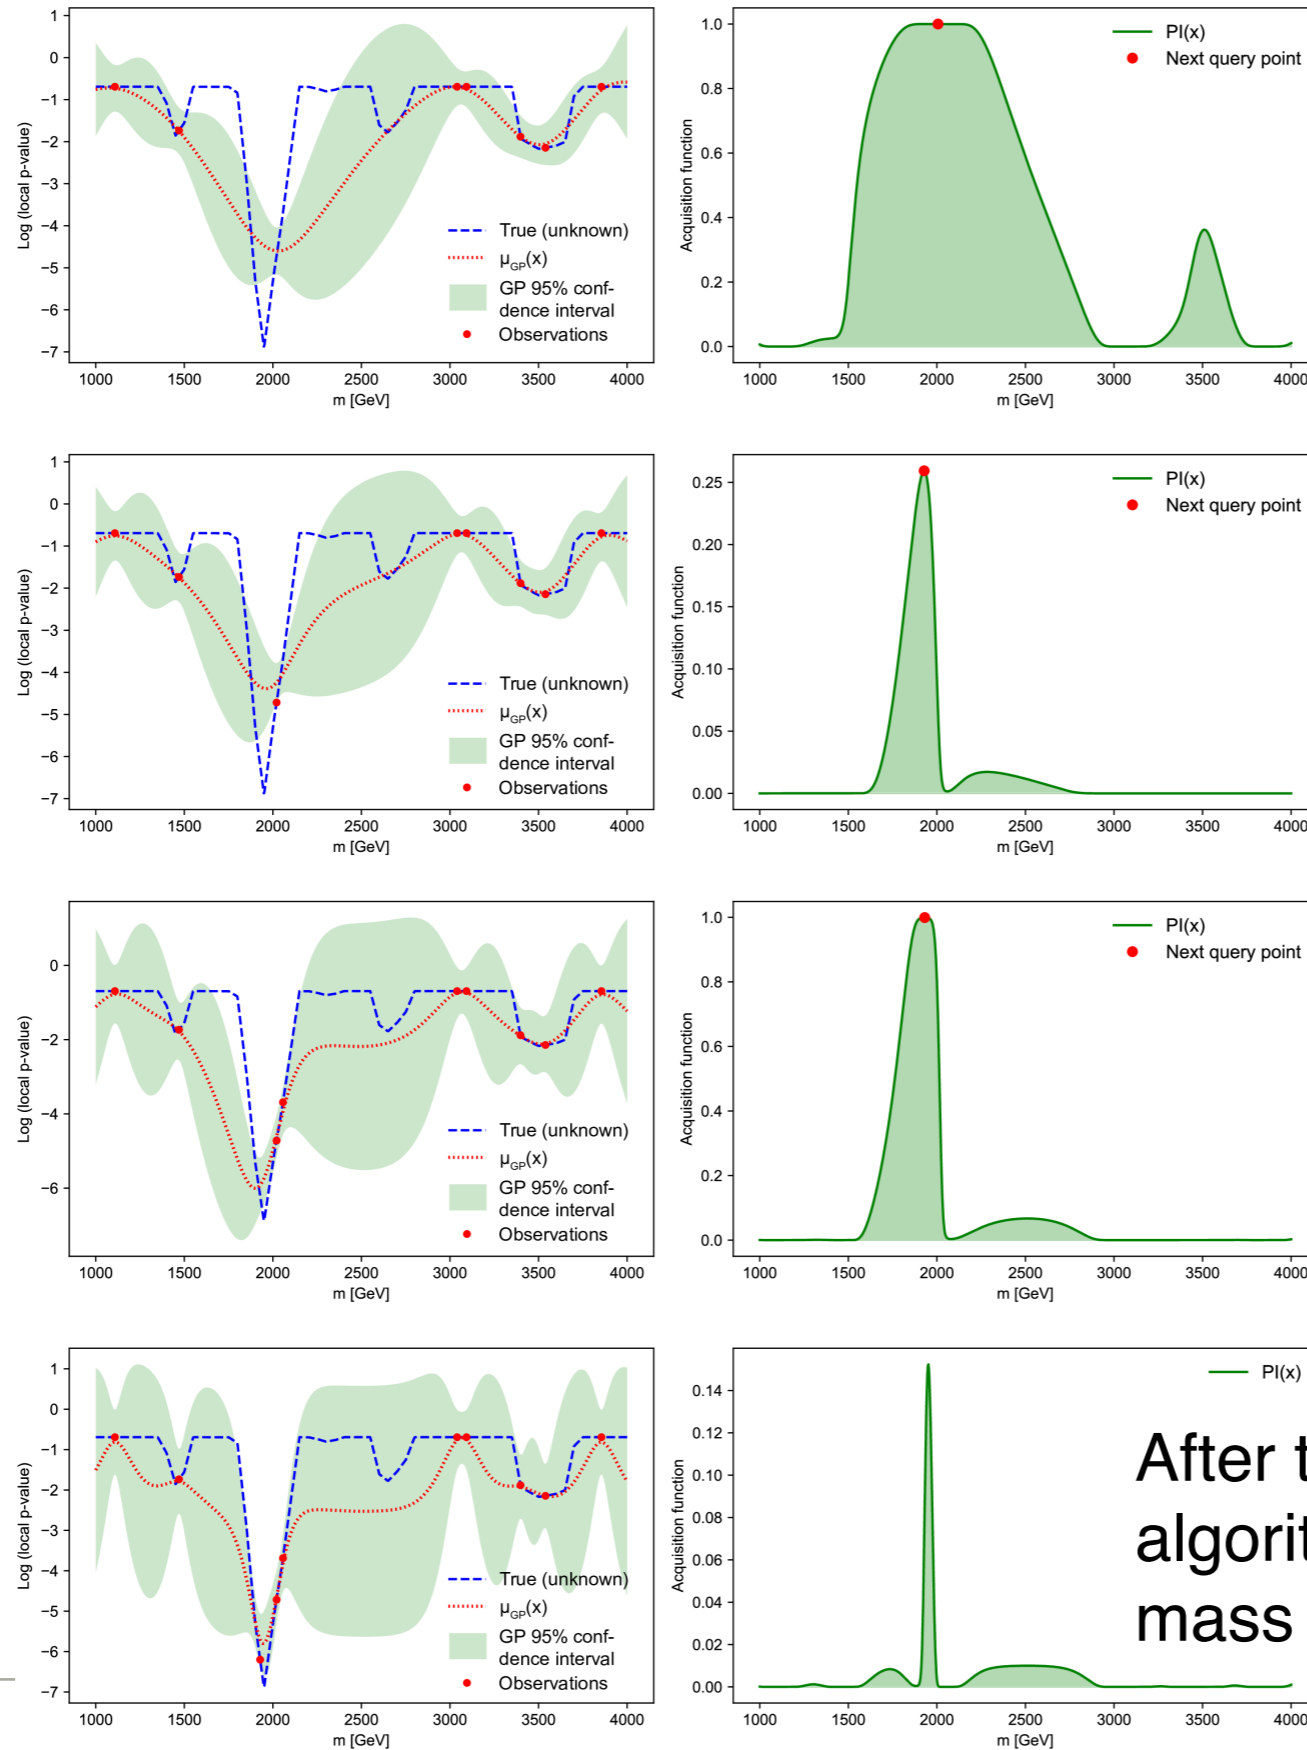 1
0
−1
−2
−3
−4
−5
−6
−7
Log (local p-value)
True (unknown)
μGP(x)
GP 95% conf-
dence interval
Observations
1000 1500 2000 2500 3000 3500 4000
m [GeV]
1.0
0.8
0.6
0.4
0.2
0.0
Acquisition function
PI(x)
Next query point
1000 1500 2000 2500 3000 3500 4000
m [GeV]
1
0
−1
−2
−3
−4
−5
−6
−7
Log (local p-value)
True (unknown)
μGP(x)
GP 95% conf-
dence interval
Observations
1000 1500 2000 2500 3000 3500 4000
m [GeV]
0.25
0.20
0.15
0.10
0.05
0.00
Acquisition function
PI(x)
Next query point
1000 1500 2000 2500 3000 3500 4000
m [GeV]
0
−2
−4
−6
Log (local p-value)
True (unknown)
μGP(x)
GP 95% conf-
dence interval
Observations
1000 1500 2000 2500 3000 3500 4000
m [GeV]
1.0
0.8
0.6
0.4
0.2
0.0
Acquisition function
PI(x)
Next query point
1000 1500 2000 2500 3000 3500 4000
m [GeV]
1
0
−1
−2
−3
−4
−5
−6
−7
Log (local p-value)
True (unknown)
μGP(x)
GP 95% conf-
dence interval
Observations
1000 1500 2000 2500 3000 3500 4000
m [GeV]
0.14
0.12
0.10
0.08
0.06
0.04
0.02
0.00
Acquisition function
PI(x)
1000 1500 2000 2500 3000 3500 4000
m [GeV]
After
algorit
mass